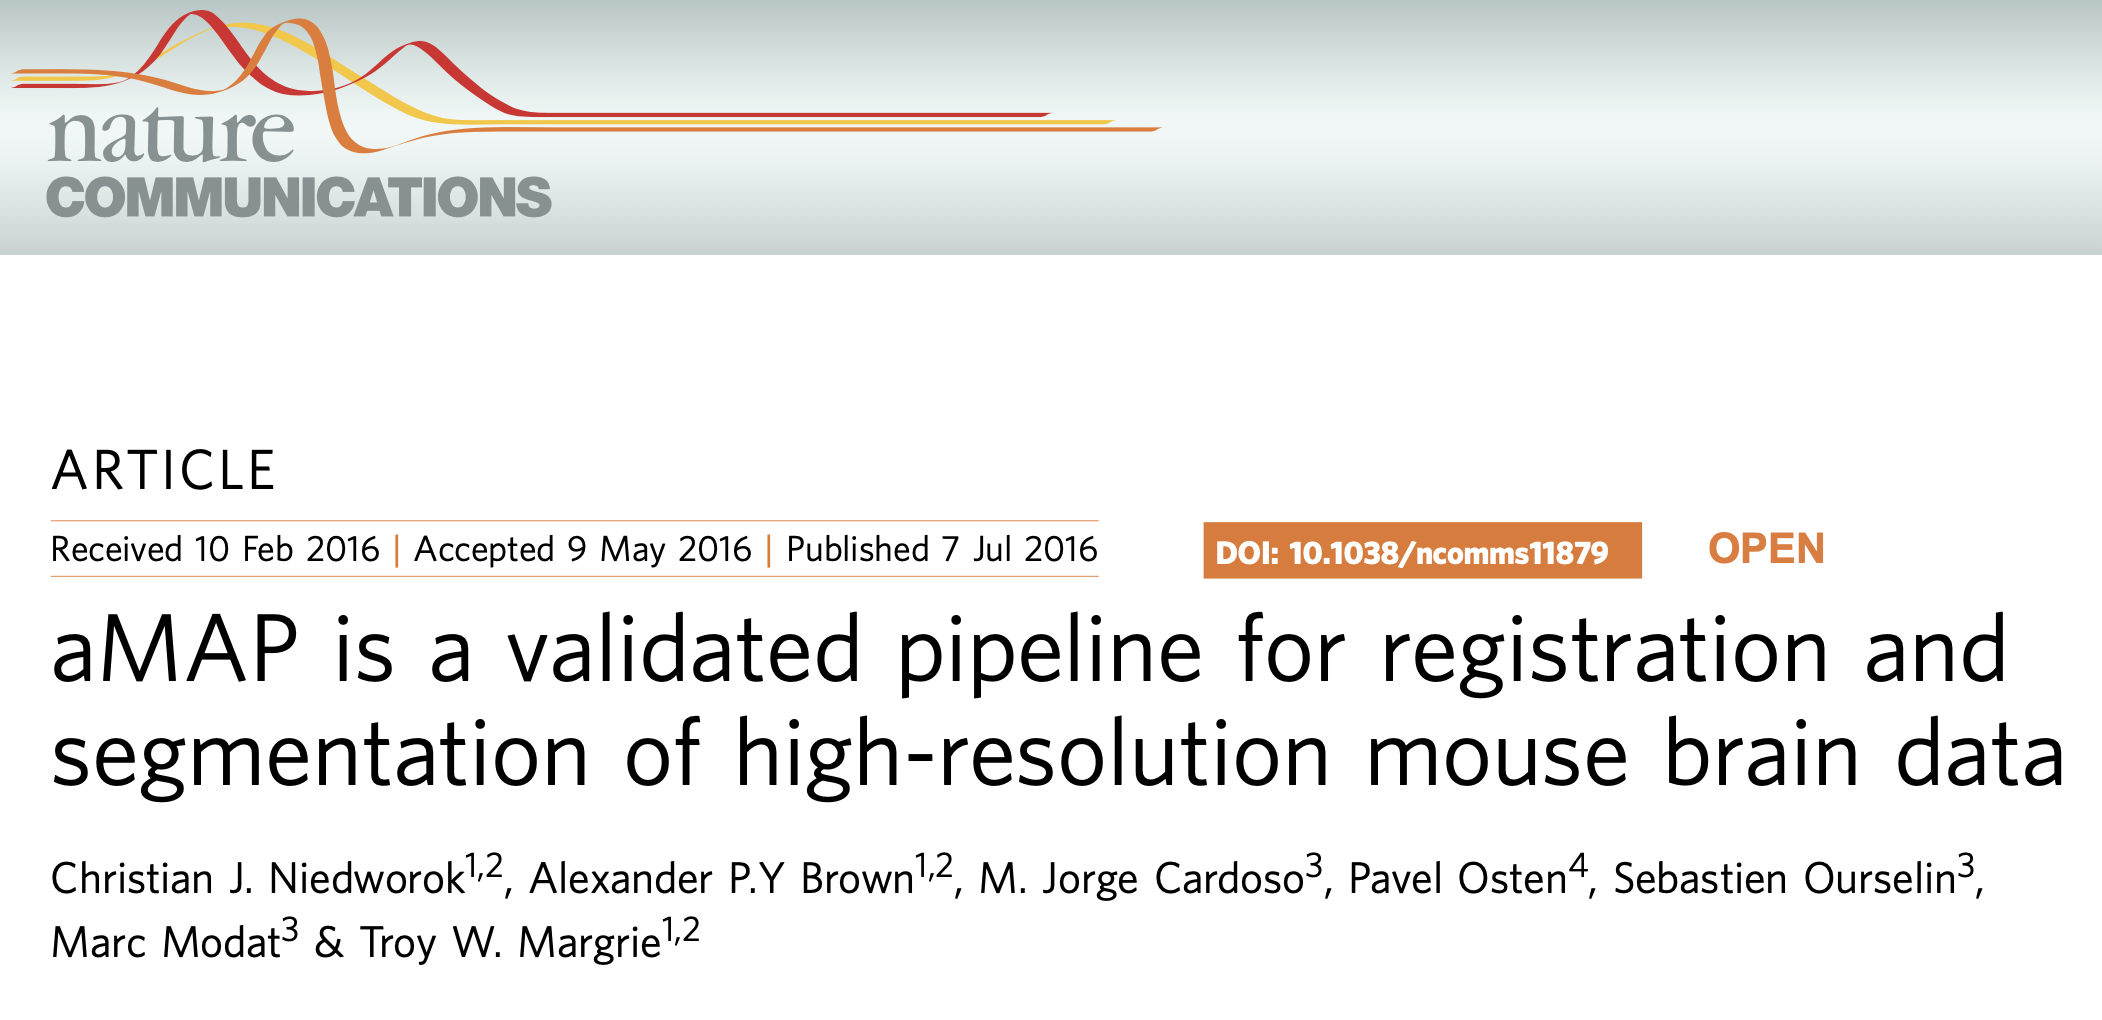 nature
COMMUNICATIONS
ARTICLE
Received 10 Feb 2016 | Accepted 9 May 2016 | Published 7 Jul 2016
DOI: 10.1038/ncomms11879
OPEN
aMAP is a validated pipeline for registration and
segmentation of high-resolution mouse brain data
Christian J. Niedworok1,2, Alexander P.Y Brown1,2, M. Jorge Cardoso3, Pavel Osten4, Sebastien Ourselin3,
Marc Modat3 & Troy W. Margrie1,2